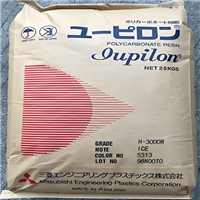 ポリカーボネート樹脂
ユーピロン
POLYCARBONATE RESIN
Iupilon
NET 25KGS
GRADE H-3000R
NOTE ICE
COLOR NO 5313
LOT NO 98N00T0
三菱エンジニアリングプラスチックス株式会社
Mitsubishi Engineering-Plastics Corporation
MADE IN THAILAND